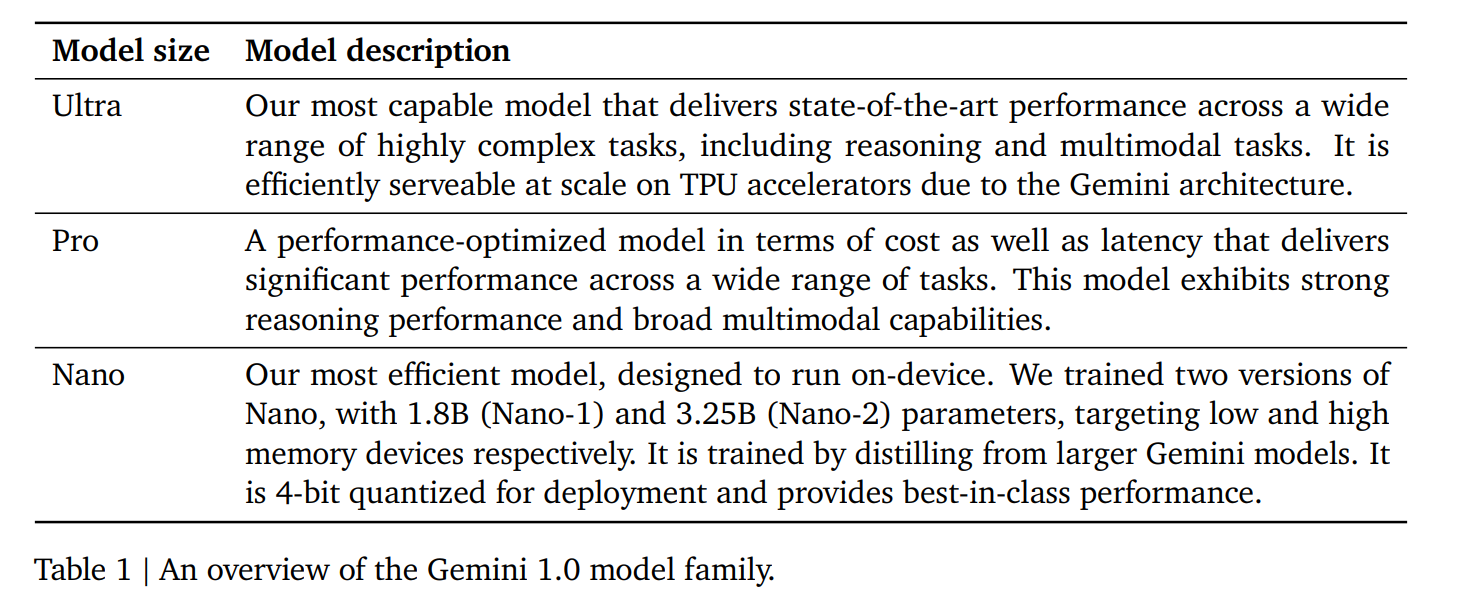 Model size Model description
Ultra Our most capable model that delivers state-of-the-art performance across a wide
range of highly complex tasks, including reasoning and multimodal tasks. It is
efficiently serveable at scale on TPU accelerators due to the Gemini architecture.
Pro A performance-optimized model in terms of cost as well as latency that delivers
significant performance across a wide range of tasks. This model exhibits strong
reasoning performance and broad multimodal capabilities.
Nano Our most efficient model, designed to run on-device. We trained two versions of
Nano, with 1.8B (Nano-1) and 3.25B (Nano-2) parameters, targeting low and high
memory devices respectively. It is trained by distilling from larger Gemini models. It
is 4-bit quantized for deployment and provides best-in-class performance.
Table 1 | An overview of the Gemini 1.0 model family.